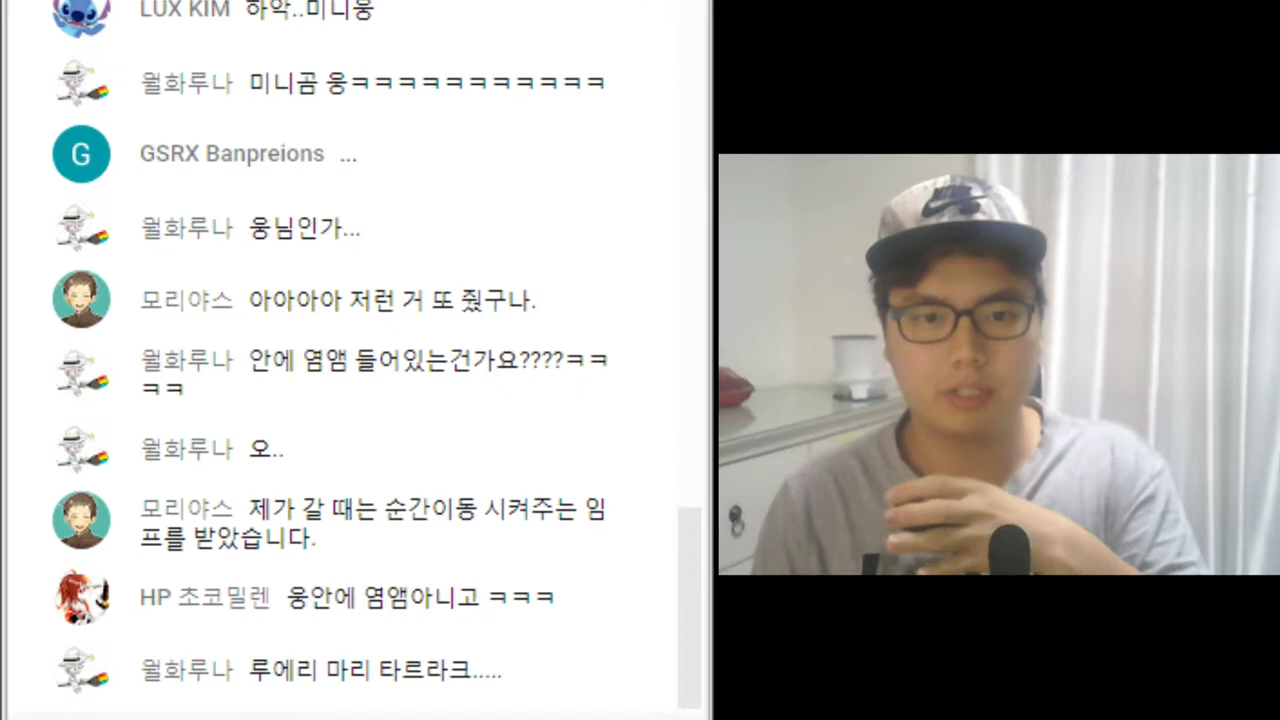 LUX KIM 하악..미니웅
월화루나 미니곰 웅ㅋㅋㅋㅋㅋㅋㅋㅋㅋㅋㅋ
G
GSRX Banpreions ...
월화루나 웅님인가...
모리야스 아아아아 저런 거 또 줬구나.
월화루나 안에 염앰 들어있는건가요????ㅋㅋ
ㅋㅋ
월화루나 오..
모리야스 제가 갈 때는 순간이동 시켜주는 임
프를 받았습니다.
HP 초코밀렌 웅안에 염앰아니고 ㅋㅋㅋ
월화루나 루에리 마리 타르라크.....